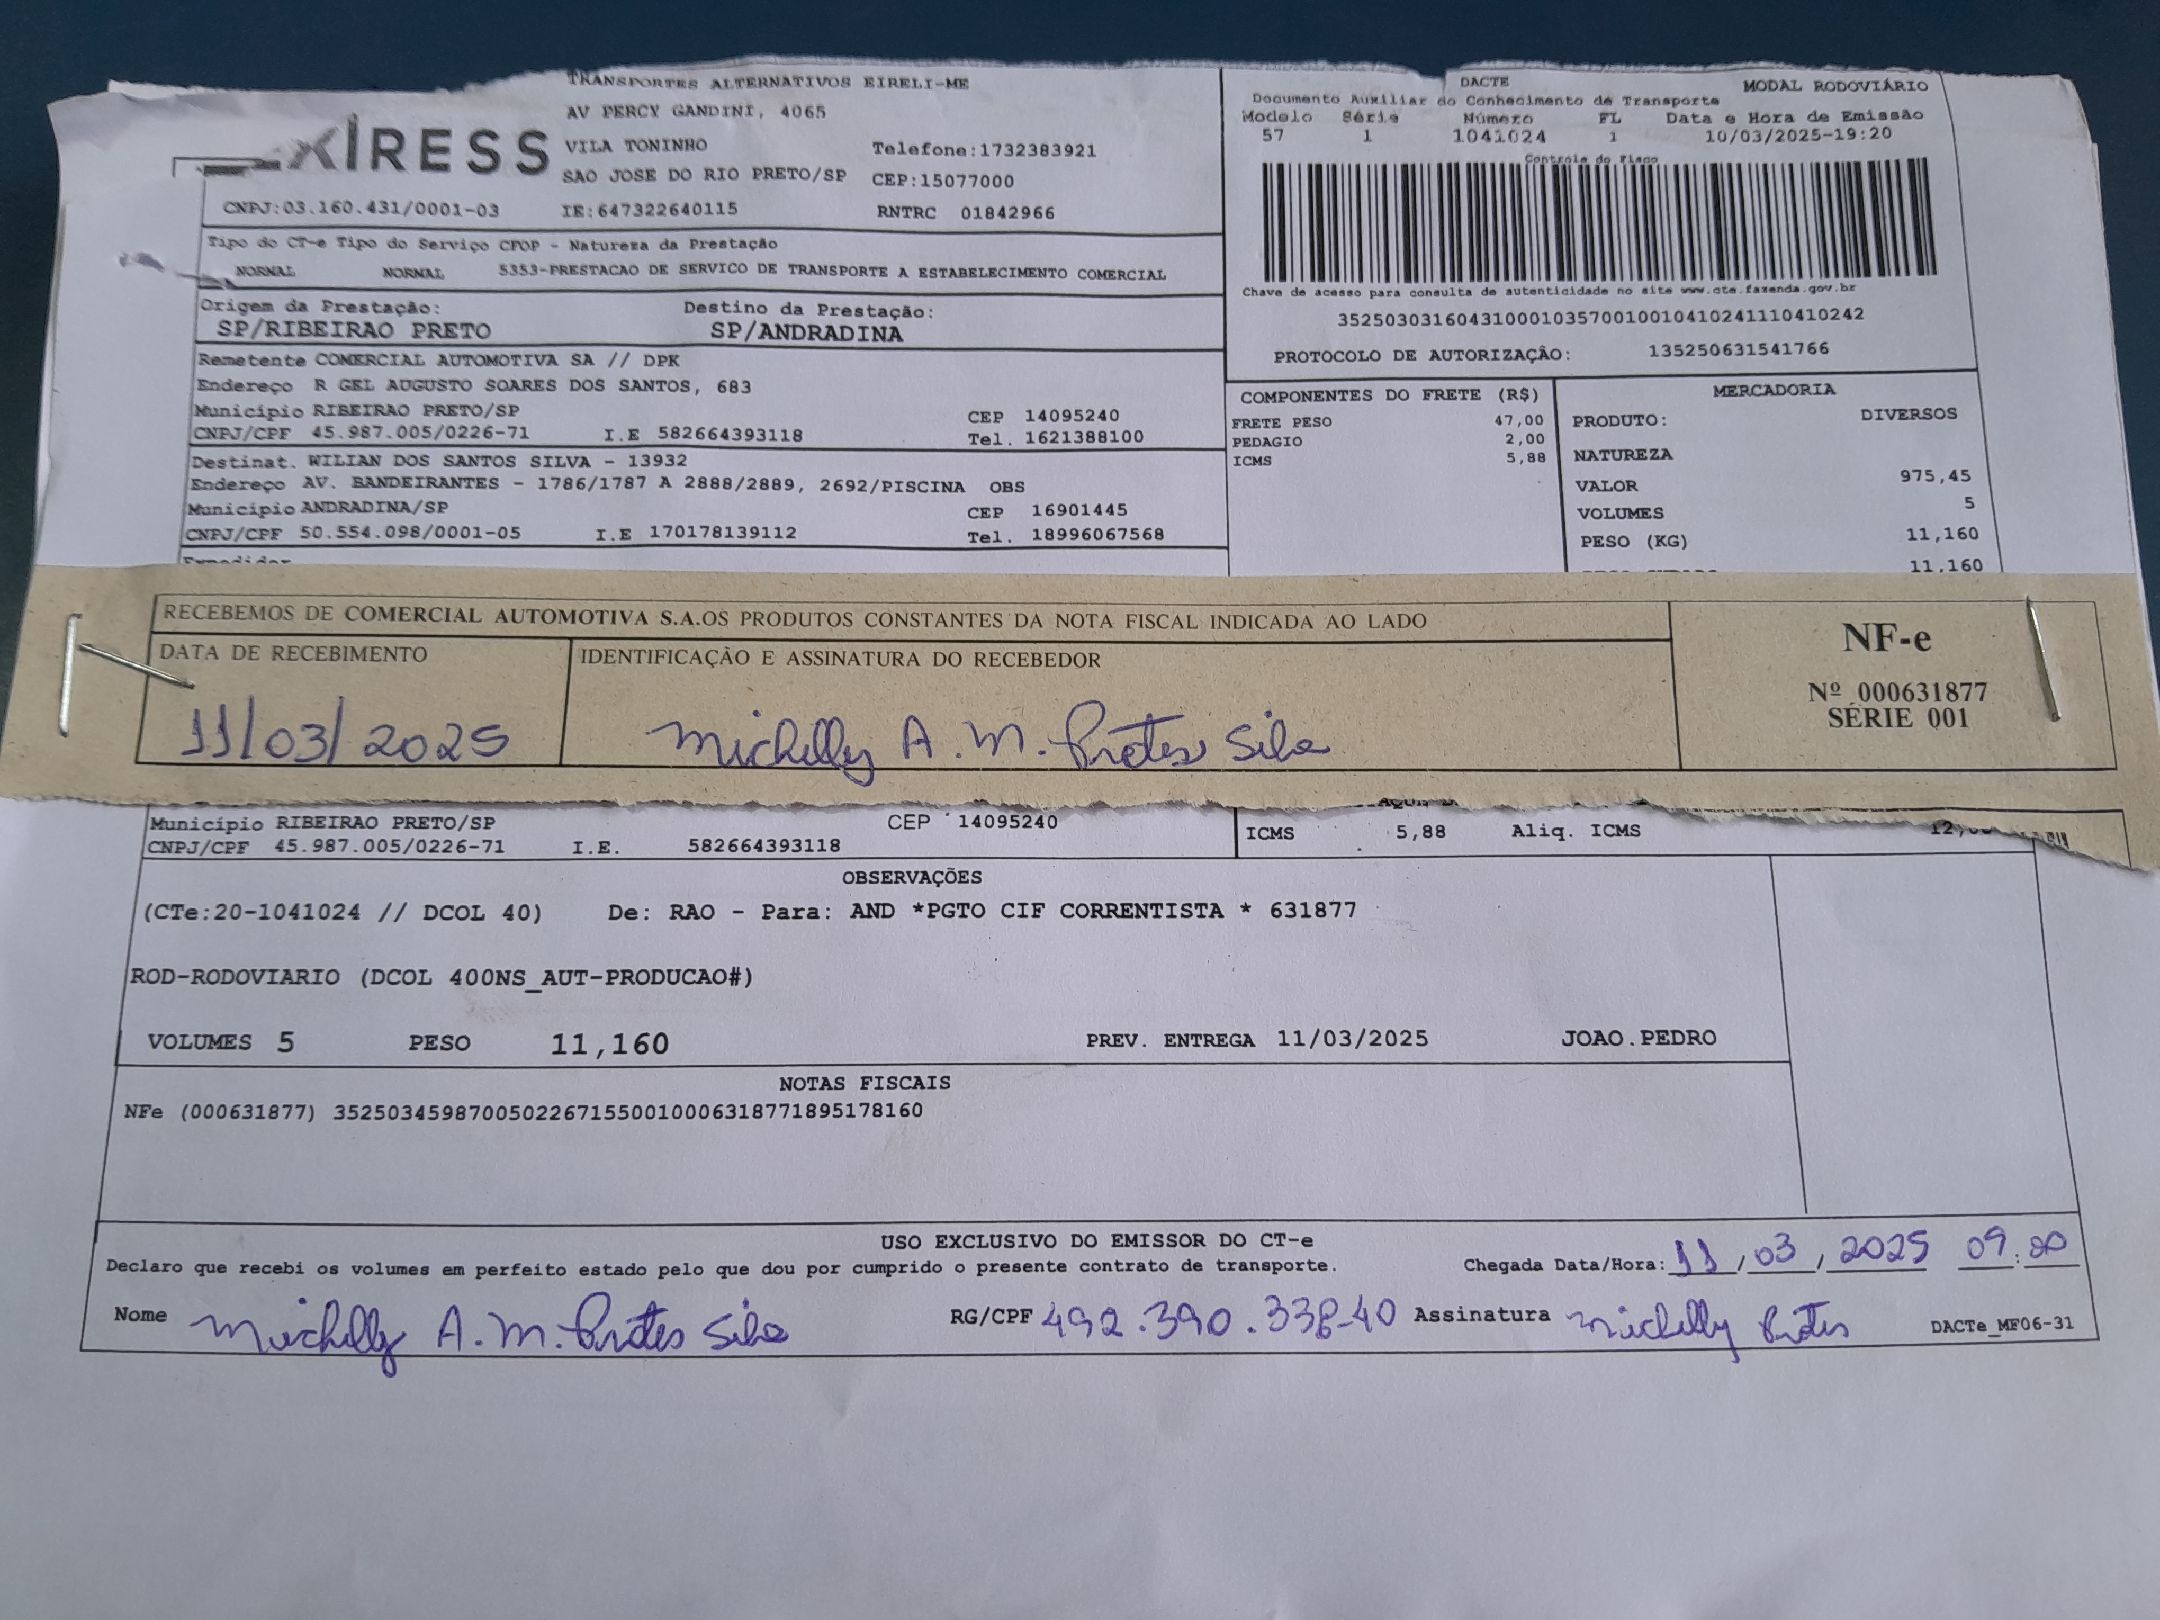 TRANSPORTES ALTERNATIVOS EIRELI-ME
AV PERCY GANDINI, 4065
XIRESS
VILA TONINHO Telefone:1732383921
SAO JOSE DO RIO PRETO/SP CEP:15077000
CNPJ:03.160.431/0001-03 IE:647322640115 RNTRC 01842966
DACTE MODAL RODOVIÁRIO
Documento Auxiliar do Conhecimento de Transporte
Modelo Série Número FL Data e Hora de Emissão
57 1 1041024 1 10/03/2025-19:20
Controle do Fisco
Chave de acesso para consulta de autenticidade no site www.cte.fazenda.gov.br
35250303160431000103570010010410241110410242
PROTOCOLO DE AUTORIZAÇÃO: 135250631541766
Tipo do CT-e Tipo do Serviço CFOP - Natureza da Prestação
NORMAL NORMAL 5353-PRESTACAO DE SERVICO DE TRANSPORTE A ESTABELECIMENTO COMERCIAL
Origem da Prestação: Destino da Prestação:
SP/RIBEIRAO PRETO SP/ANDRADINA
Remetente COMERCIAL AUTOMOTIVA SA // DPK
Endereço R GEL AUGUSTO SOARES DOS SANTOS, 683
Município RIBEIRAO PRETO/SP CEP 14095240
CNPJ/CPF 45.987.005/0226-71 I.E 582664393118 Tel. 1621388100
Destinat. WILIAN DOS SANTOS SILVA - 13932
Endereço AV. BANDEIRANTES - 1786/1787 A 2888/2889, 2692/PISCINA OBS
Município ANDRADINA/SP CEP 16901445
CNPJ/CPF 50.554.098/0001-05 I.E 170178139112 Tel. 18996067568
Expedidor
COMPONENTES DO FRETE (R$)
FRETE PESO 47,00
PEDAGIO 2,00
ICMS 5,88
MERCADORIA
PRODUTO: DIVERSOS
NATUREZA
VALOR 975,45
VOLUMES 5
PESO (KG) 11,160
11,160
RECEBEMOS DE COMERCIAL AUTOMOTIVA S.A.OS PRODUTOS CONSTANTES DA NOTA FISCAL INDICADA AO LADO
DATA DE RECEBIMENTO IDENTIFICAÇÃO E ASSINATURA DO RECEBEDOR
11/03/2025 Michelly A. M. Prates Silva
NF-e
Nº 000631877
SÉRIE 001
Município RIBEIRAO PRETO/SP CEP 14095240
CNPJ/CPF 45.987.005/0226-71 I.E. 582664393118
ICMS 5,88 Aliq. ICMS
OBSERVAÇÕES
(CTe:20-1041024 // DCOL 40) De: RAO - Para: AND *PGTO CIF CORRENTISTA * 631877
ROD-RODOVIARIO (DCOL 400NS_AUT-PRODUCAO#)
VOLUMES 5 PESO 11,160 PREV. ENTREGA 11/03/2025 JOAO.PEDRO
NOTAS FISCAIS
NFe (000631877) 35250345987005022671550010006318771895178160
USO EXCLUSIVO DO EMISSOR DO CT-e
Declaro que recebi os volumes em perfeito estado pelo que dou por cumprido o presente contrato de transporte. Chegada Data/Hora: 11/03/2025 09:00
Nome Michelly A. M. Prates Silva RG/CPF 492.390.338-40 Assinatura Michelly Prates
DACTe_MF06-31